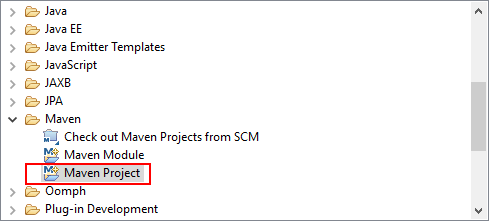 Java
Java EE
Java Emitter Templates
JavaScript
JAXB
JPA
Maven
Check out Maven Projects from SCM
Maven Module
Maven Project
Oomph
Plug-in Development